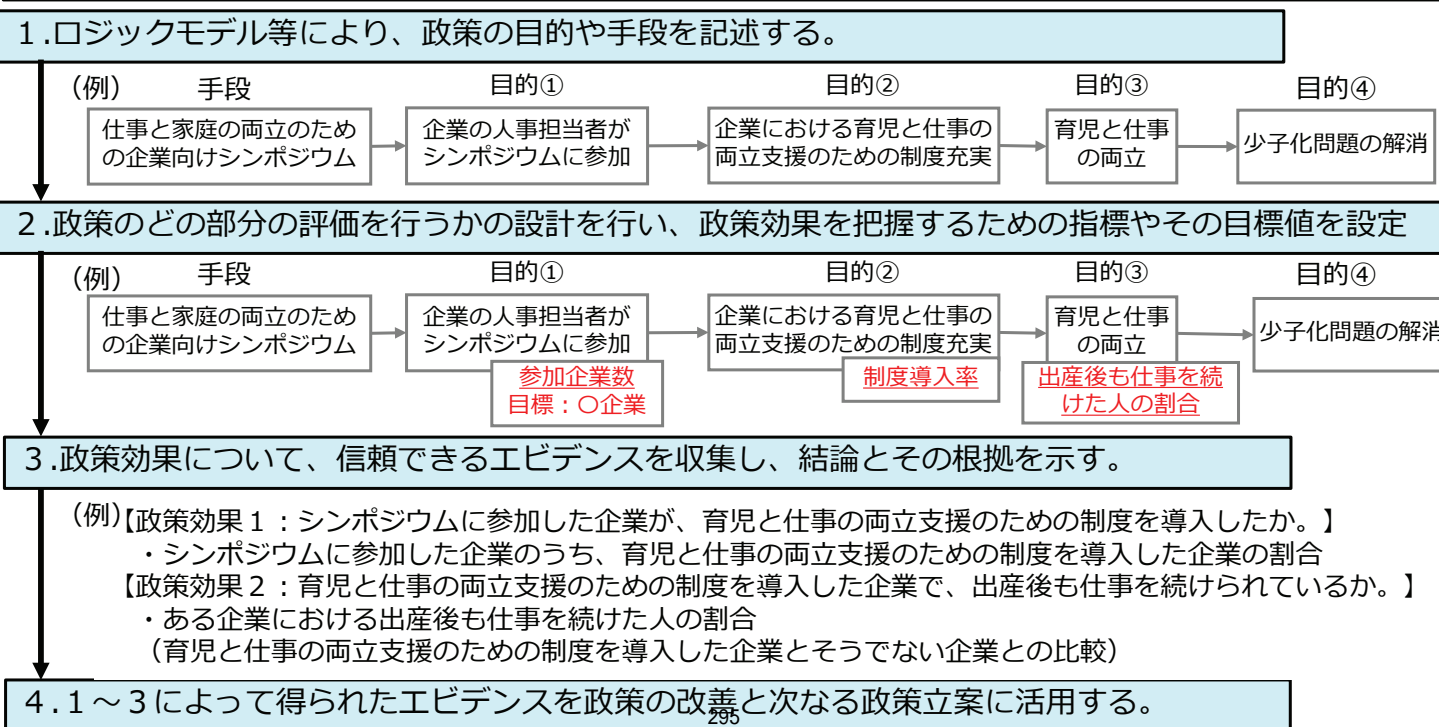 １.ロジックモデル等により、政策の目的や手段を記述する。
（例）
手段
目的①
目的②
目的③
目的④
仕事と家庭の両立のため
の企業向けシンポジウム
企業の人事担当者が
シンポジウムに参加
企業における育児と仕事の
両立支援のための制度充実
育児と仕事
の両立
少子化問題の解消
２.政策のどの部分の評価を行うかの設計を行い、政策効果を把握するための指標やその目標値を設定
（例）
手段
目的①
目的②
目的③
目的④
仕事と家庭の両立のため
の企業向けシンポジウム
企業の人事担当者が
シンポジウムに参加
企業における育児と仕事の
両立支援のための制度充実
育児と仕事
の両立
少子化問題の解消
参加企業数
目標：〇企業
制度導入率
出産後も仕事を続
けた人の割合
３.政策効果について、信頼できるエビデンスを収集し、結論とその根拠を示す。
（例）【政策効果１：シンポジウムに参加した企業が、育児と仕事の両立支援のための制度を導入したか。】
・シンポジウムに参加した企業のうち、育児と仕事の両立支援のための制度を導入した企業の割合
【政策効果２：育児と仕事の両立支援のための制度を導入した企業で、出産後も仕事を続けられているか。】
・ある企業における出産後も仕事を続けた人の割合
（育児と仕事の両立支援のための制度を導入した企業とそうでない企業との比較）
４.１～３によって得られたエビデンスを政策の改善と次なる政策立案に活用する。
295